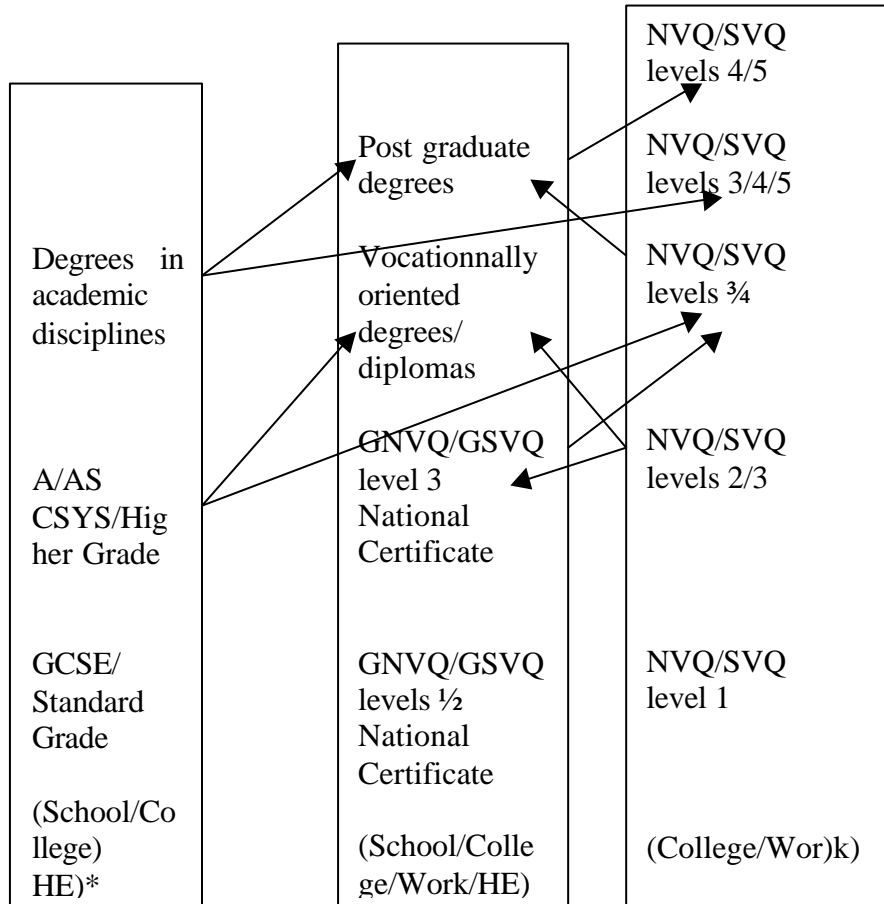 Degrees in
academic
disciplines
A/AS
CSYS/Hig
her Grade
GCSE/
Standard
Grade
(School/Co
llege)
HE)*
Post graduate
degrees
Vocationnally
oriented
degrees/
diplomas
GNVQ/GSVQ
level 3
National
Certificate
GNVQ/GSVQ
levels ½
National
Certificate
(School/Colle
ge/Work/HE)
NVQ/SVQ
levels 4/5
NVQ/SVQ
levels 3/4/5
NVQ/SVQ
levels ¾
NVQ/SVQ
levels 2/3
NVQ/SVQ
level 1
(College/Wor)k)